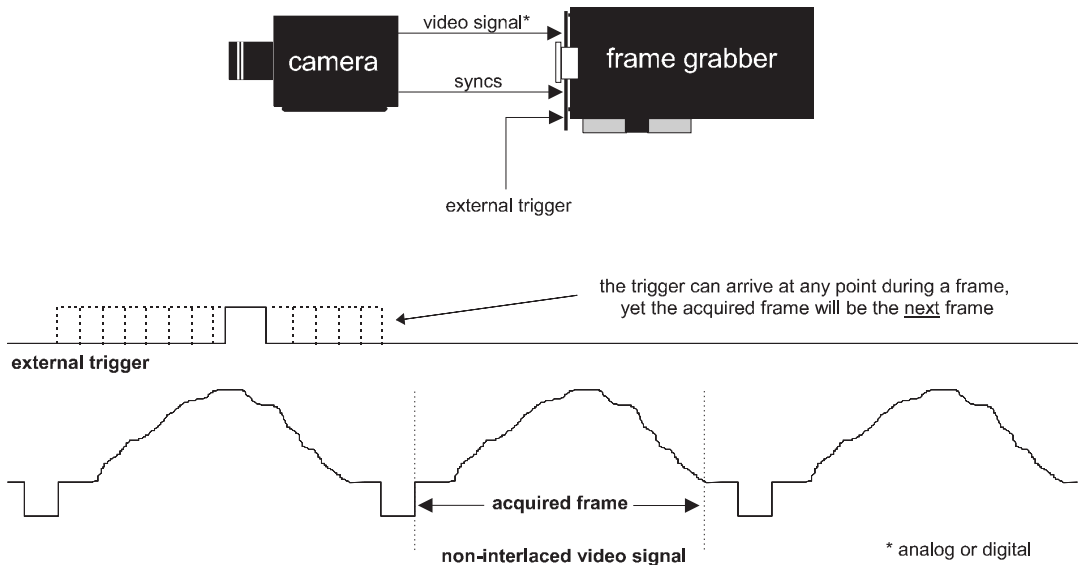 video signal*
camera
frame grabber
syncs
external trigger
the trigger can arrive at any point during a frame,
yet the acquired frame will be the next frame
external trigger
acquired frame
non-interlaced video signal
* analog or digital